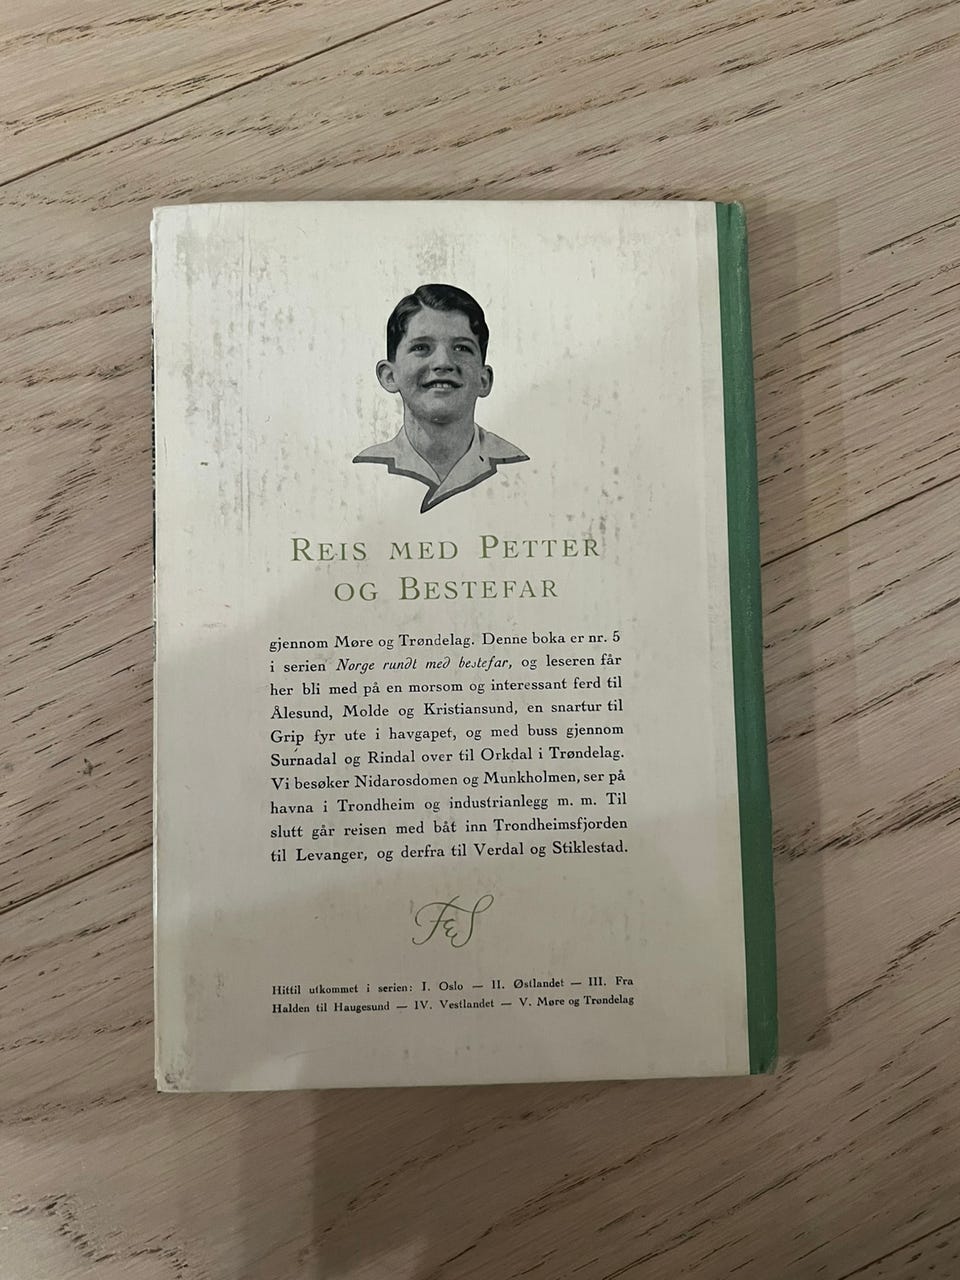 REIS MED PETTER
OG BESTEFAR
gjennom Møre og Trøndelag. Denne boka er nr. 5
i serien Norge rundt med bestefar, og leseren får
her bli med på en morsom og interessant ferd til
Ålesund, Molde og Kristiansund, en snartur til
Grip fyr ute i havgapet, og med buss gjennom
Surnadal og Rindal over til Orkdal i Trøndelag.
Vi besøker Nidarosdomen og Munkholmen, ser på
havna i Trondheim og industrianlegg m. m. Til
slutt går reisen med båt inn Trondheimsfjorden
til Levanger, og derfra til Verdal og Stiklestad.
F&S
Hittil utkommet i serien: I. Oslo — II. Østlandet — III. Fra
Halden til Haugesund — IV. Vestlandet — V. Møre og Trøndelag